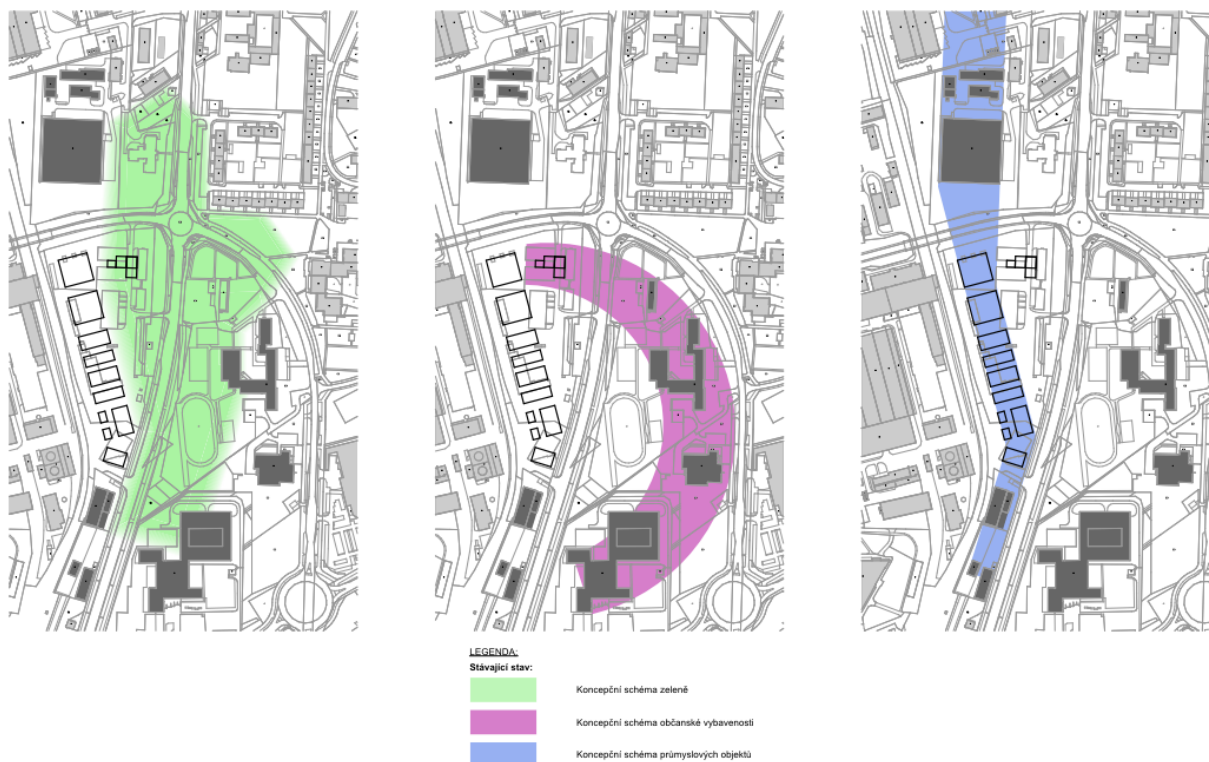 LEGENDA:
Stávající stav:
Koncepční schéma zeleně
Koncepční schéma občanské vybavenosti
Koncepční schéma průmyslových objektů